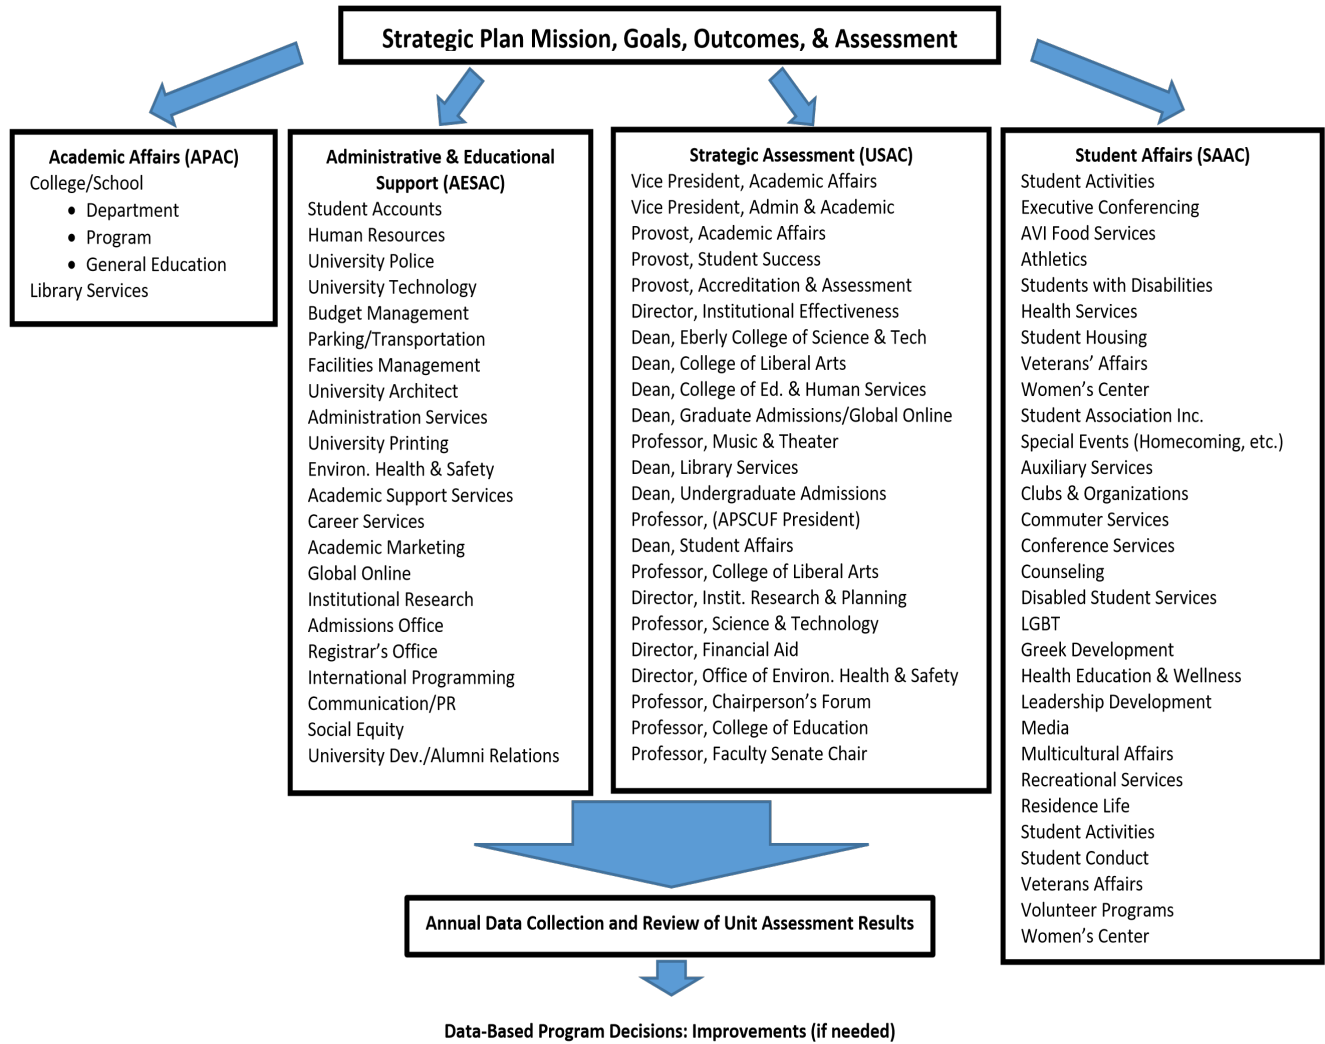 Strategic Plan Mission, Goals, Outcomes, & Assessment
Academic Affairs (APAC)
College/School
• Department
• Program
• General Education
Library Services
Administrative & Educational
Support (AESAC)
Student Accounts
Human Resources
University Police
University Technology
Budget Management
Parking/Transportation
Facilities Management
University Architect
Administration Services
University Printing
Environ. Health & Safety
Academic Support Services
Career Services
Academic Marketing
Global Online
Institutional Research
Admissions Office
Registrar’s Office
International Programming
Communication/PR
Social Equity
University Dev./Alumni Relations
Strategic Assessment (USAC)
Vice President, Academic Affairs
Vice President, Admin & Academic
Provost, Academic Affairs
Provost, Student Success
Provost, Accreditation & Assessment
Director, Institutional Effectiveness
Dean, Eberly College of Science & Tech
Dean, College of Liberal Arts
Dean, College of Ed. & Human Services
Dean, Graduate Admissions/Global Online
Professor, Music & Theater
Dean, Library Services
Dean, Undergraduate Admissions
Professor, (APSCUF President)
Dean, Student Affairs
Professor, College of Liberal Arts
Director, Instit. Research & Planning
Professor, Science & Technology
Director, Financial Aid
Director, Office of Environ. Health & Safety
Professor, Chairperson’s Forum
Professor, College of Education
Professor, Faculty Senate Chair
Student Affairs (SAAC)
Student Activities
Executive Conferencing
AVI Food Services
Athletics
Students with Disabilities
Health Services
Student Housing
Veterans’ Affairs
Women’s Center
Student Association Inc.
Special Events (Homecoming, etc.)
Auxiliary Services
Clubs & Organizations
Commuter Services
Conference Services
Counseling
Disabled Student Services
LGBT
Greek Development
Health Education & Wellness
Leadership Development
Media
Multicultural Affairs
Recreational Services
Residence Life
Student Activities
Student Conduct
Veterans Affairs
Volunteer Programs
Women’s Center
Annual Data Collection and Review of Unit Assessment Results
Data-Based Program Decisions: Improvements (if needed)